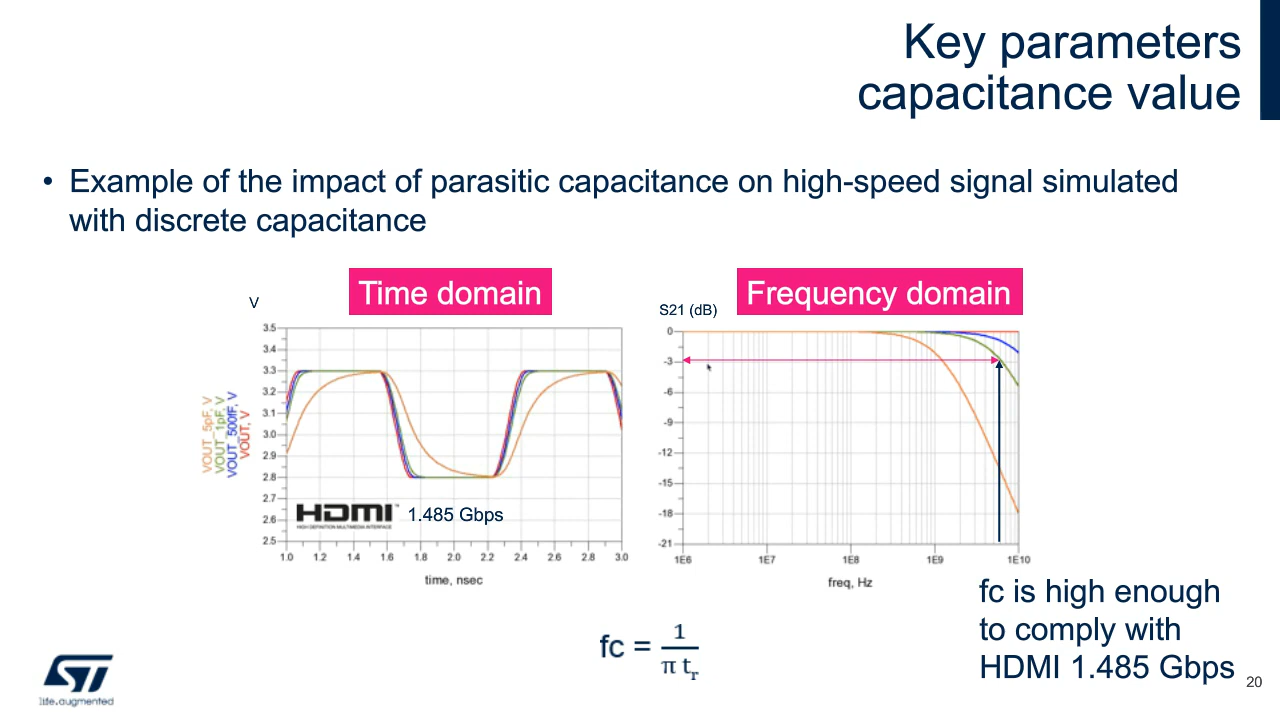 Key parameters
capacitance value
• Example of the impact of parasitic capacitance on high-speed signal simulated
with discrete capacitance
Time domain
V
3.5
3.4
3.3
3.2
3.1
3.0
2.9
2.8
2.7
2.6
2.5
VOUT_5pF, V
VOUT_1pF, V
VOUT_500fF, V
VOUT, V
HDMI™
HIGH DEFINITION MULTIMEDIA INTERFACE
1.485 Gbps
1.0 1.2 1.4 1.6 1.8 2.0 2.2 2.4 2.6 2.8 3.0
time, nsec
Frequency domain
S21 (dB)
0
-3
-6
-9
-12
-15
-18
-21
1E6 1E7 1E8 1E9 1E10
freq, Hz
fc is high enough
to comply with
HDMI 1.485 Gbps
fc = 1 / π tr
ST
life.augmented
20